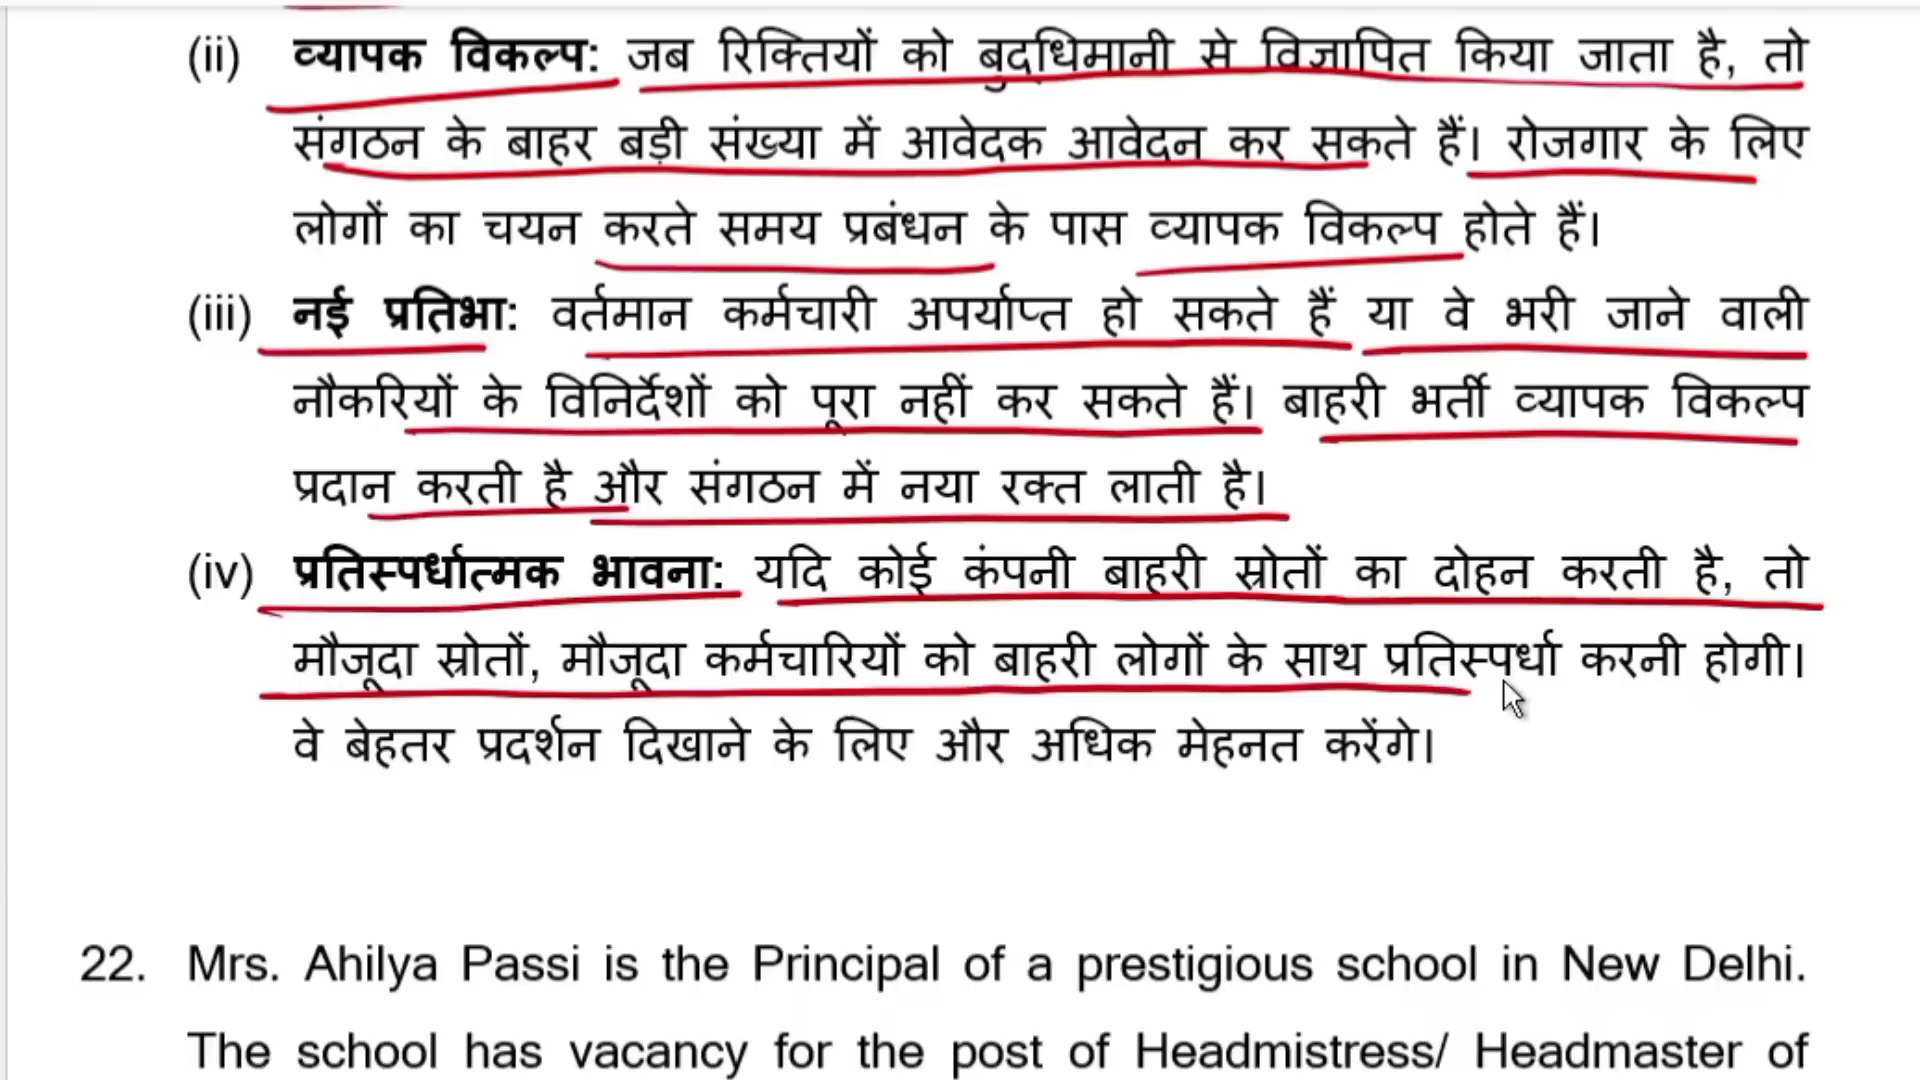 (ii) व्यापक विकल्प: जब रिक्तियों को बुद्धिमानी से विज्ञापित किया जाता है, तो
संगठन के बाहर बड़ी संख्या में आवेदक आवेदन कर सकते हैं। रोजगार के लिए
लोगों का चयन करते समय प्रबंधन के पास व्यापक विकल्प होते हैं।
(iii) नई प्रतिभा: वर्तमान कर्मचारी अपर्याप्त हो सकते हैं या वे भरी जाने वाली
नौकरियों के विनिर्देशों को पूरा नहीं कर सकते हैं। बाहरी भर्ती व्यापक विकल्प
प्रदान करती है और संगठन में नया रक्त लाती है।
(iv) प्रतिस्पर्धात्मक भावना: यदि कोई कंपनी बाहरी स्रोतों का दोहन करती है, तो
मौजूदा स्रोतों, मौजूदा कर्मचारियों को बाहरी लोगों के साथ प्रतिस्पर्धा करनी होगी।
वे बेहतर प्रदर्शन दिखाने के लिए और अधिक मेहनत करेंगे।
22. Mrs. Ahilya Passi is the Principal of a prestigious school in New Delhi.
The school has vacancy for the post of Headmistress/ Headmaster of